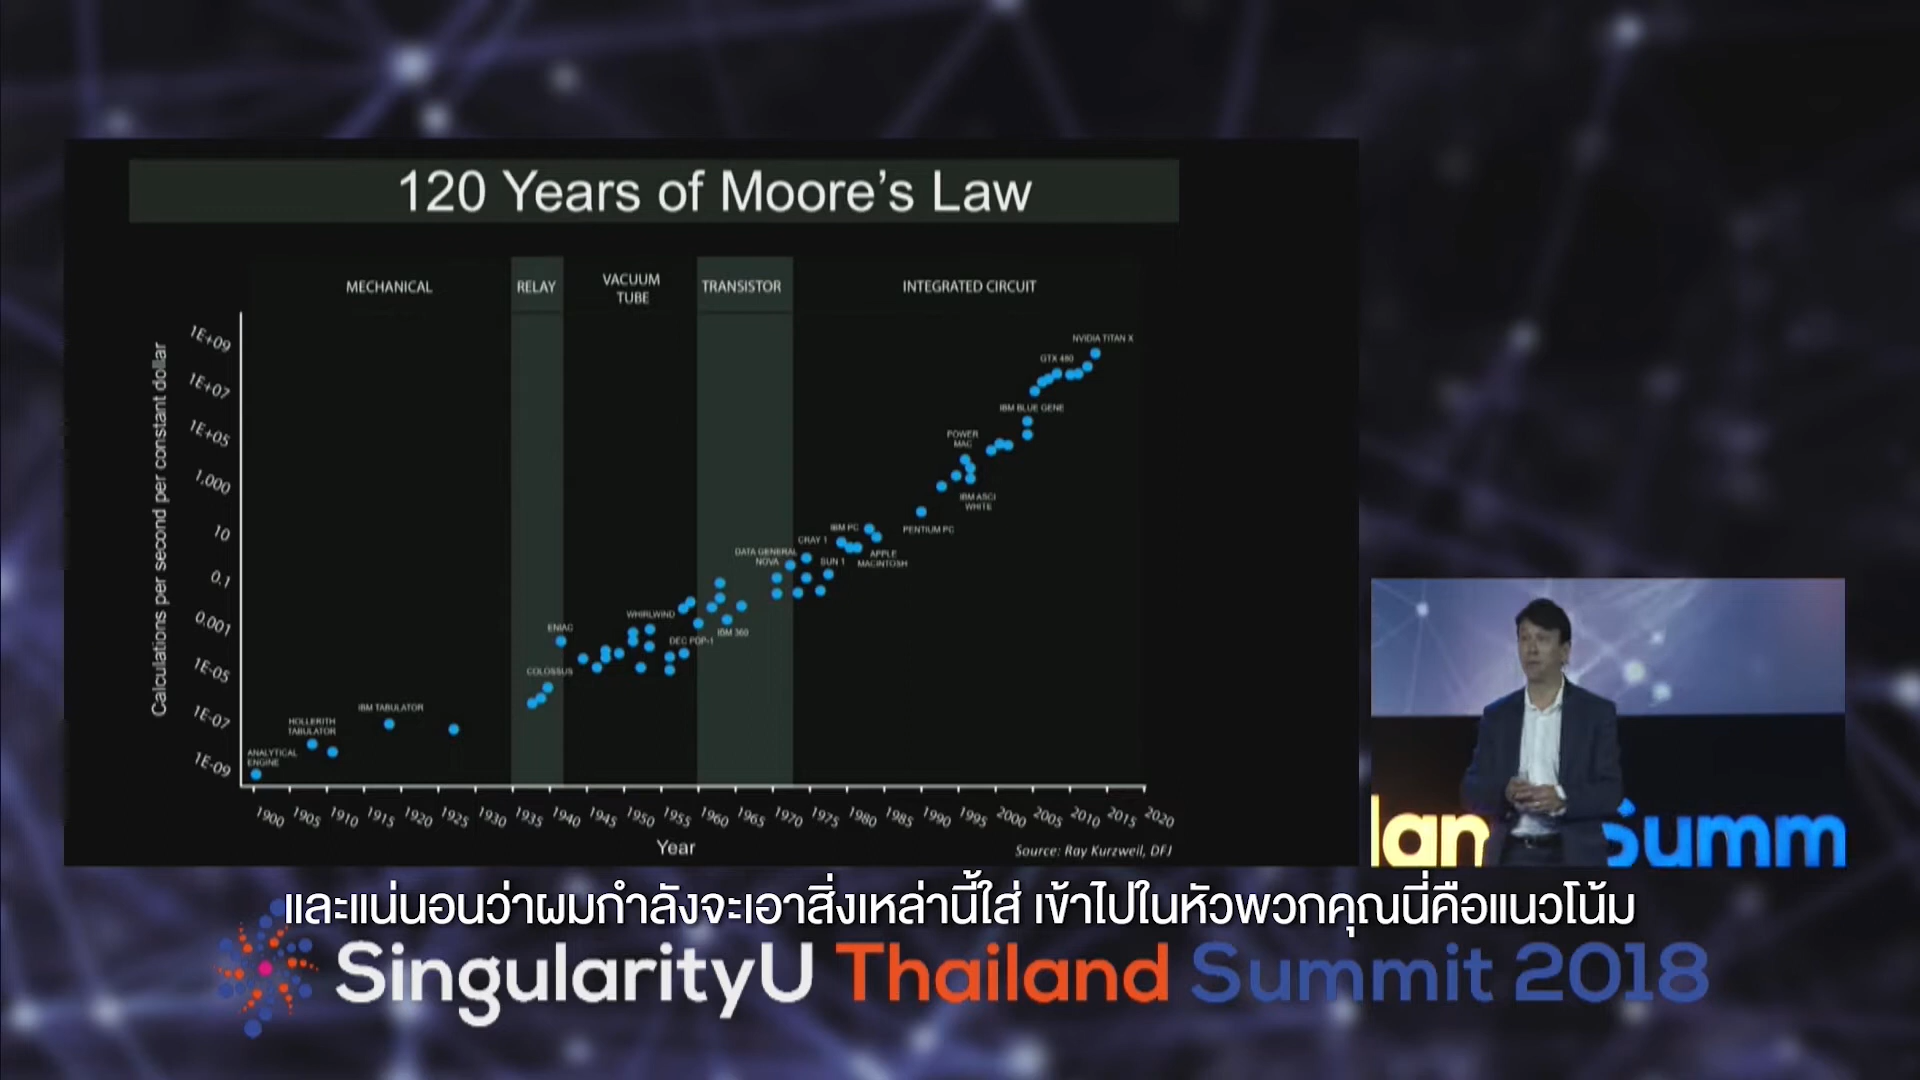 120 Years of Moore's Law
MECHANICAL
RELAY
VACUUM
TUBE
TRANSISTOR
INTEGRATED CIRCUIT
Calculations per second per constant dollar
1E+09
1E+07
1E+05
1,000
10
0.1
0.001
1E-05
1E-07
1E-09
NVIDIA TITAN X
GTX 480
IBM BLUE GENE
POWER
MAC
IBM ASCI
WHITE
PENTIUM PC
IBM PC
CRAY 1
APPLE
MACINTOSH
DATA GENERAL
NOVA
SUN 1
WHIRLWIND
ENIAC
IBM 360
DEC PDP-1
COLOSSUS
IBM TABULATOR
HOLLERITH
TABULATOR
ANALYTICAL
ENGINE
1900 1905 1910 1915 1920 1925 1930 1935 1940 1945 1950 1955 1960 1965 1970 1975 1980 1985 1990 1995 2000 2005 2010 2015 2020
Year
Source: Ray Kurzweil, DFJ
lan Summ
และแน่นอนว่าผมกำลังจะเอาสิ่งเหล่านี้ใส่ เข้าไปในหัวพวกคุณนี่คือแนวโน้ม
SingularityU Thailand Summit 2018